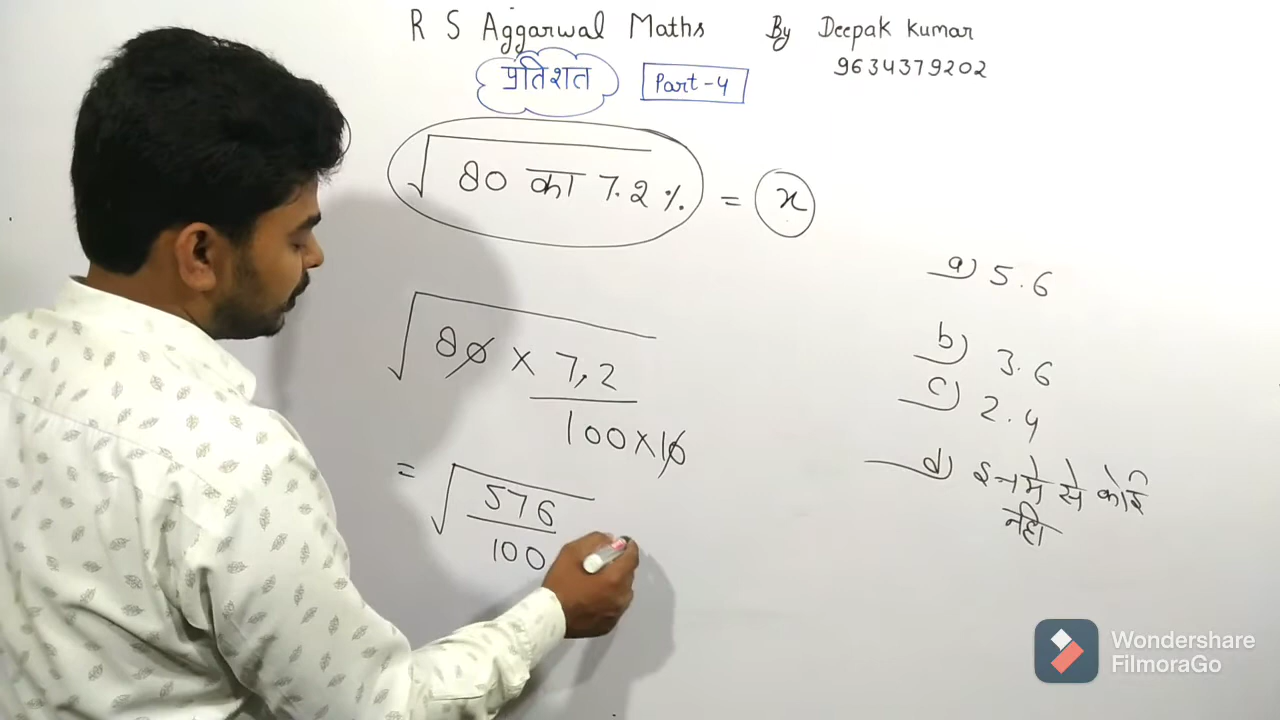 R S Aggarwal Maths By Deepak Kumar
9634379202
प्रतिशत Part-4
√80 का 7.2% = x
a) 5.6
b) 3.6
c) 2.4
d) इनमे से कोई
नही
√80 × 7,2
100×10
= √576
100
Wondershare
FilmoraGo